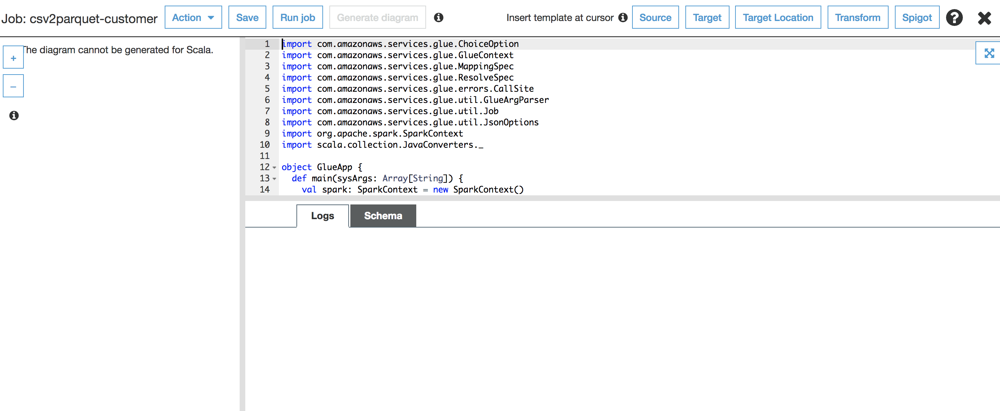 Job: csv2parquet-customer Action Save Run job Generate diagram Insert template at cursor Source Target Target Location Transform Spigot
The diagram cannot be generated for Scala.
+
−
1 import com.amazonaws.services.glue.ChoiceOption
2 import com.amazonaws.services.glue.GlueContext
3 import com.amazonaws.services.glue.MappingSpec
4 import com.amazonaws.services.glue.ResolveSpec
5 import com.amazonaws.services.glue.errors.CallSite
6 import com.amazonaws.services.glue.util.GlueArgParser
7 import com.amazonaws.services.glue.util.Job
8 import com.amazonaws.services.glue.util.JsonOptions
9 import org.apache.spark.SparkContext
10 import scala.collection.JavaConverters._
11
12 object GlueApp {
13 def main(sysArgs: Array[String]) {
14 val spark: SparkContext = new SparkContext()
Logs Schema